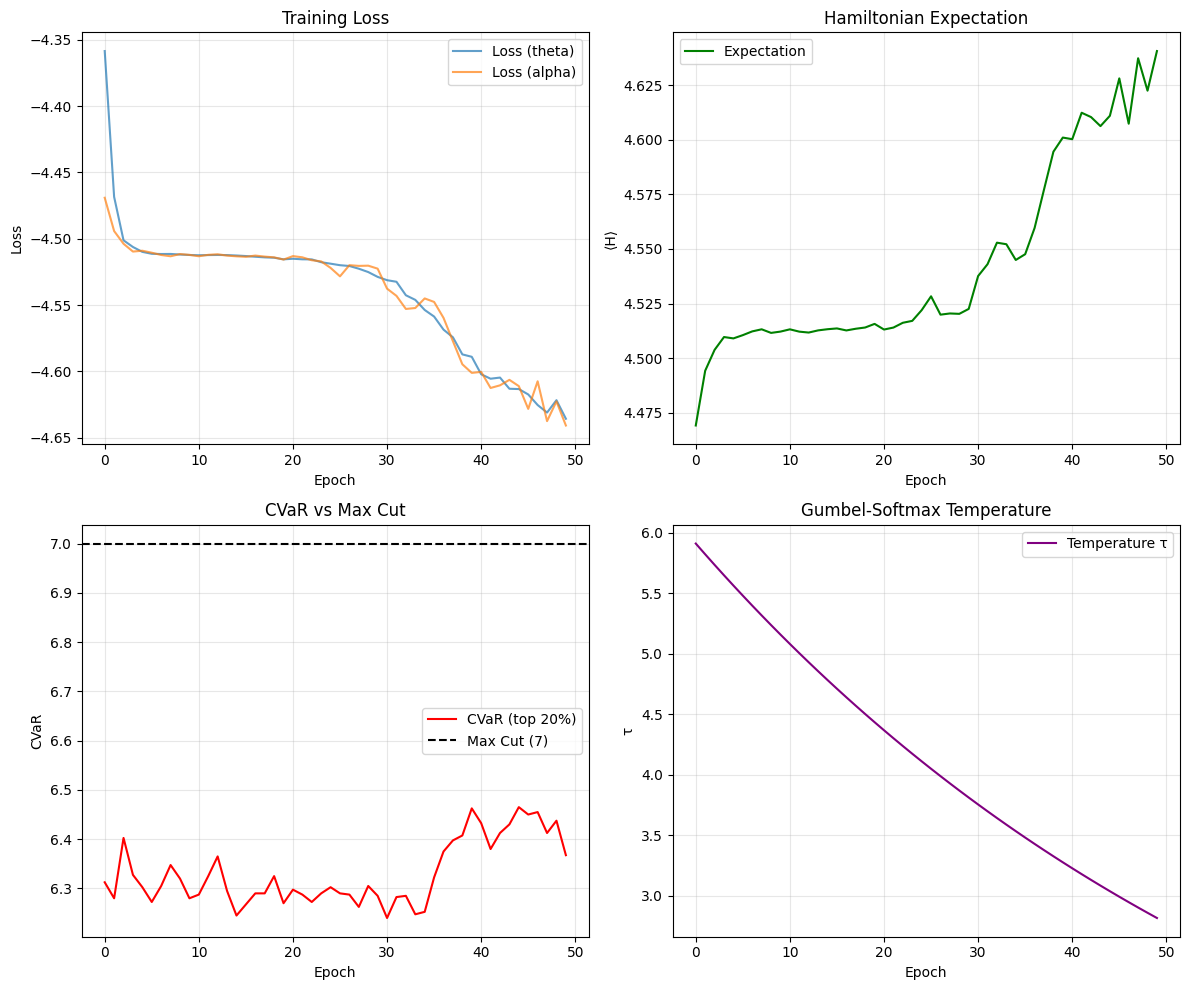 Training Loss
Loss (theta)
Loss (alpha)
−4.35
−4.40
−4.45
−4.50
−4.55
−4.60
−4.65
Loss
0 10 20 30 40 50
Epoch
Hamiltonian Expectation
Expectation
4.625
4.600
4.575
4.550
4.525
4.500
4.475
⟨H⟩
0 10 20 30 40 50
Epoch
CVaR vs Max Cut
7.0
6.9
6.8
6.7
6.6
6.5
6.4
6.3
CVaR
CVaR (top 20%)
Max Cut (7)
0 10 20 30 40 50
Epoch
Gumbel-Softmax Temperature
Temperature τ
6.0
5.5
5.0
4.5
4.0
3.5
3.0
τ
0 10 20 30 40 50
Epoch